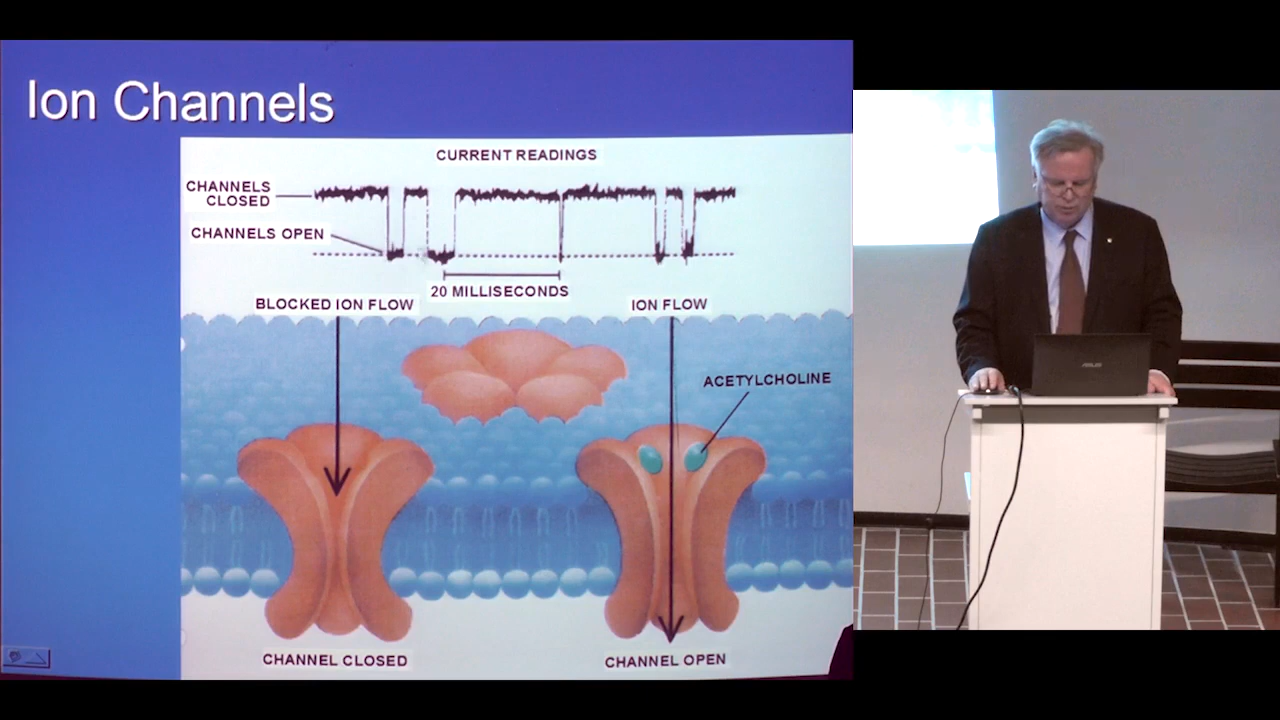 Ion Channels
CURRENT READINGS
CHANNELS
CLOSED
CHANNELS OPEN
20 MILLISECONDS
BLOCKED ION FLOW
ION FLOW
ACETYLCHOLINE
CHANNEL CLOSED
CHANNEL OPEN
ASUS